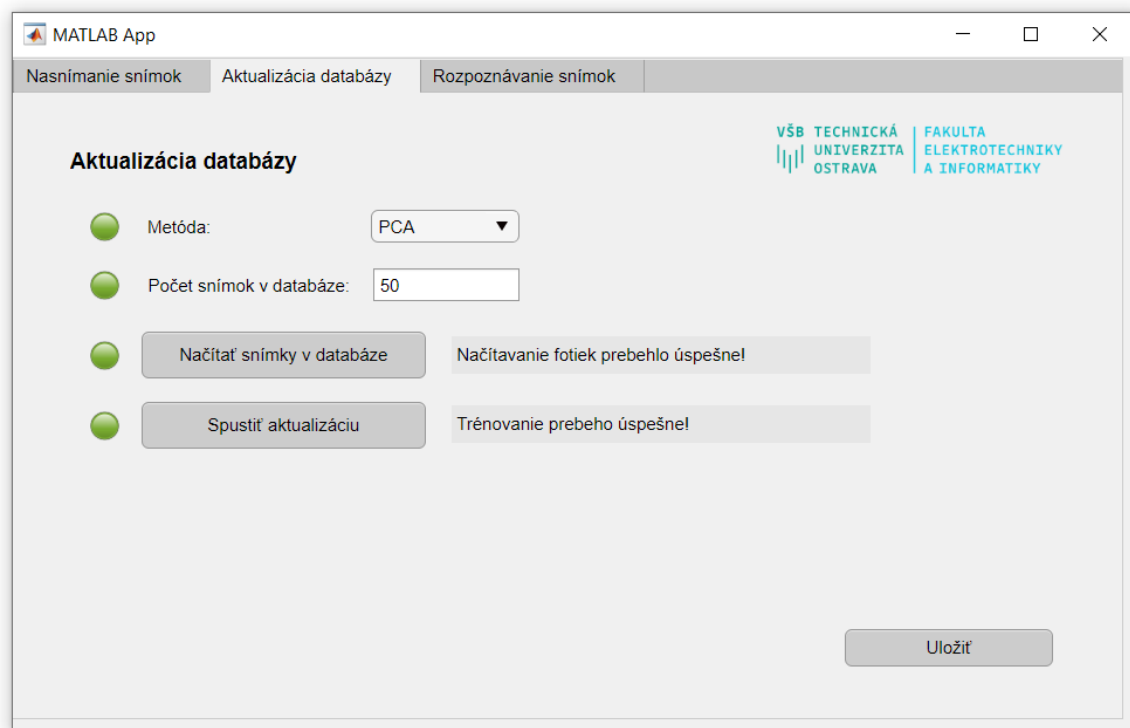 MATLAB App
Nasnímanie snímok Aktualizácia databázy Rozpoznávanie snímok
VŠB TECHNICKÁ UNIVERZITA OSTRAVA
FAKULTA ELEKTROTECHNIKY A INFORMATIKY
Aktualizácia databázy
Metóda: PCA
Počet snímok v databáze: 50
Načítať snímky v databáze Načítavanie fotiek prebehlo úspešne!
Spustiť aktualizáciu Trénovanie prebeho úspešne!
Uložiť